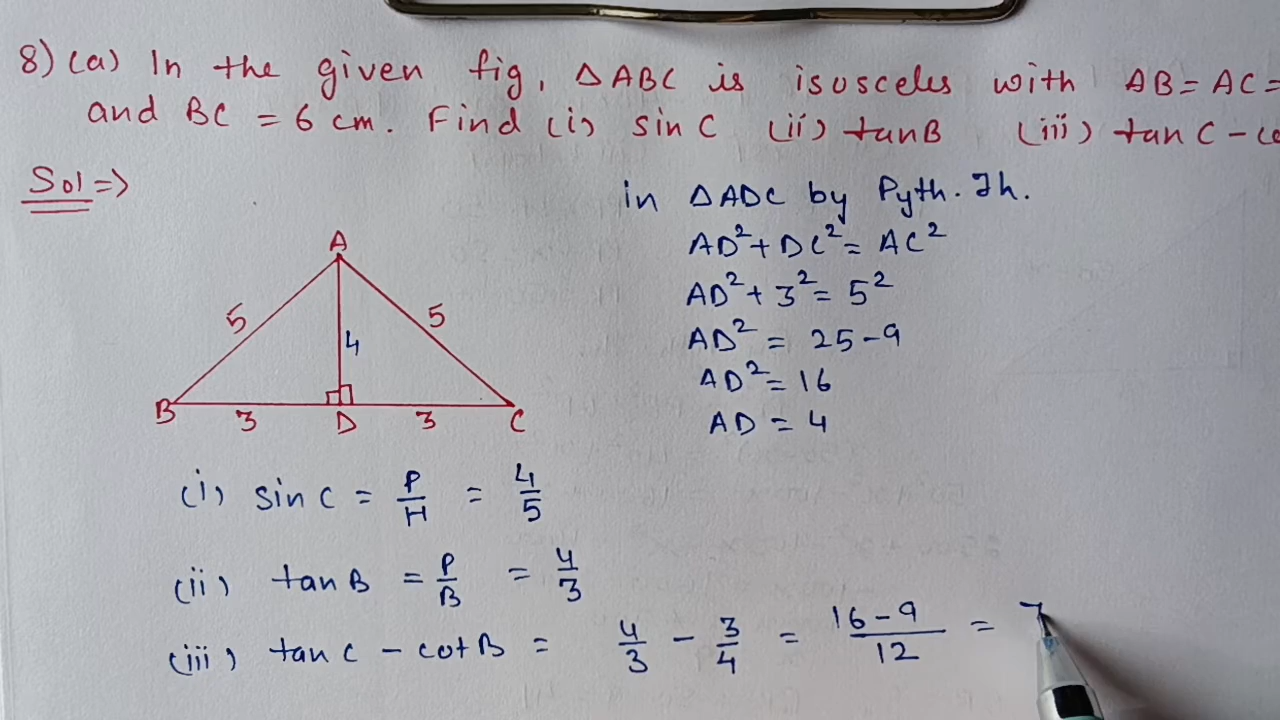 8) (a) In the given fig, △ABC is isosceles with AB = AC =
and BC = 6 cm. Find (i) sin C (ii) tanB (iii) tan C -
Sol ⇒
in △ADC by Pyth. Th.
AD² + DC² = AC²
AD² + 3² = 5²
AD² = 25 - 9
AD² = 16
AD = 4
A
5 5
4
B 3 D 3 C
(i) sin C = P/H = 4/5
(ii) tan B = P/B = 4/3
(iii) tan C - cot B = 4/3 - 3/4 = 16 - 9/12 = 7